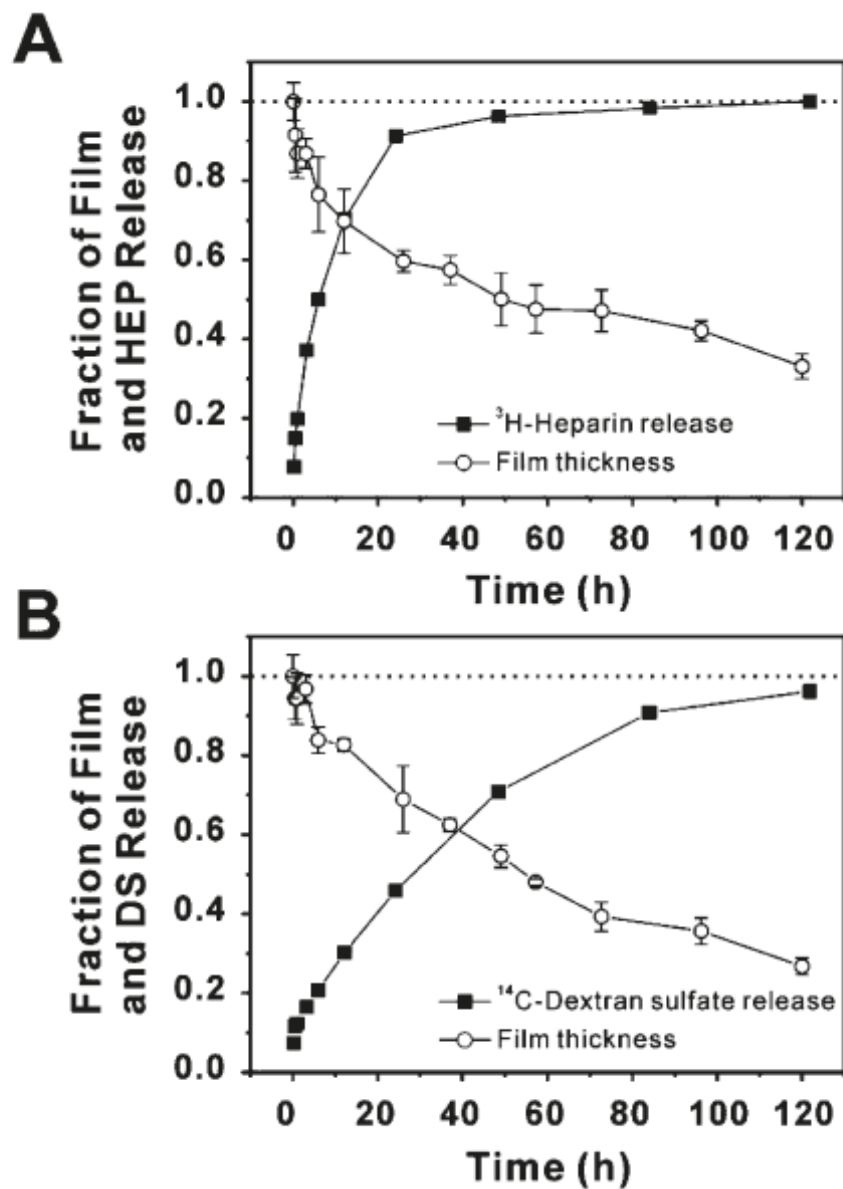 A
Fraction of Film
and HEP Release
1.0
0.8
0.6
0.4
0.2
0.0
³H-Heparin release
Film thickness
0 20 40 60 80 100 120
Time (h)
B
Fraction of Film
and DS Release
1.0
0.8
0.6
0.4
0.2
0.0
¹⁴C-Dextran sulfate release
Film thickness
0 20 40 60 80 100 120
Time (h)